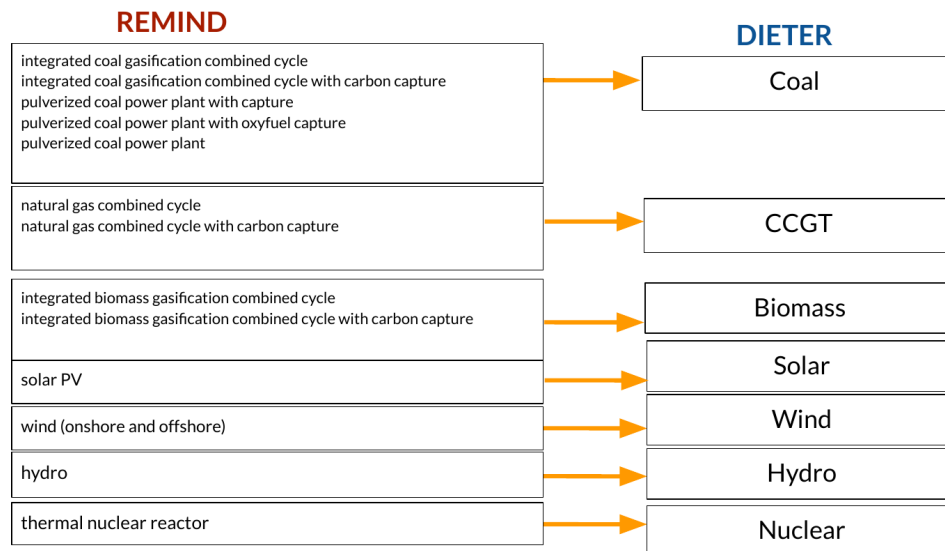 REMIND
DIETER
integrated coal gasification combined cycle
integrated coal gasification combined cycle with carbon capture
pulverized coal power plant with capture
pulverized coal power plant with oxyfuel capture
pulverized coal power plant
Coal
natural gas combined cycle
natural gas combined cycle with carbon capture
CCGT
integrated biomass gasification combined cycle
integrated biomass gasification combined cycle with carbon capture
Biomass
solar PV
Solar
wind (onshore and offshore)
Wind
hydro
Hydro
thermal nuclear reactor
Nuclear